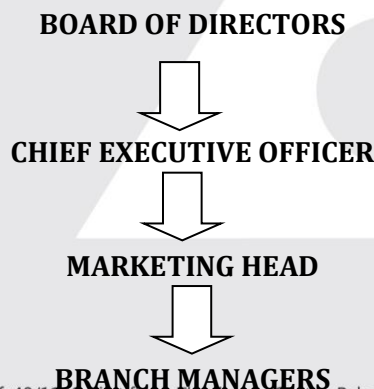 BOARD OF DIRECTORS
CHIEF EXECUTIVE OFFICER
MARKETING HEAD
BRANCH MANAGERS